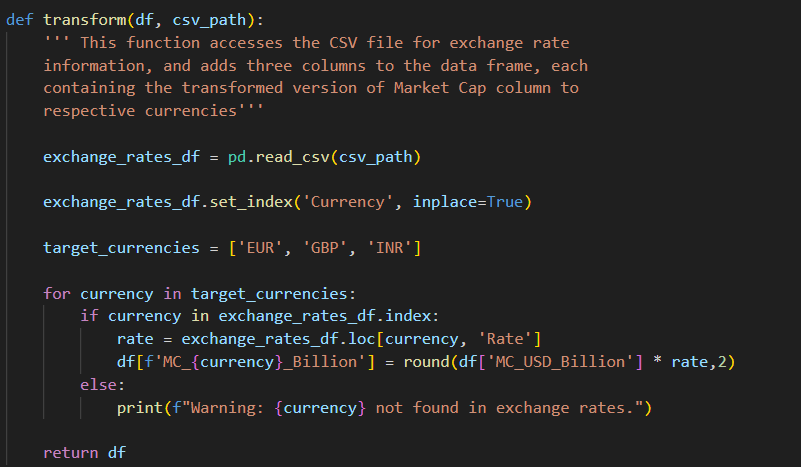 def transform(df, csv_path):
    ''' This function accesses the CSV file for exchange rate
    information, and adds three columns to the data frame, each
    containing the transformed version of Market Cap column to
    respective currencies'''

    exchange_rates_df = pd.read_csv(csv_path)

    exchange_rates_df.set_index('Currency', inplace=True)

    target_currencies = ['EUR', 'GBP', 'INR']

    for currency in target_currencies:
        if currency in exchange_rates_df.index:
            rate = exchange_rates_df.loc[currency, 'Rate']
            df[f'MC_{currency}_Billion'] = round(df['MC_USD_Billion'] * rate,2)
        else:
            print(f"Warning: {currency} not found in exchange rates.")

    return df